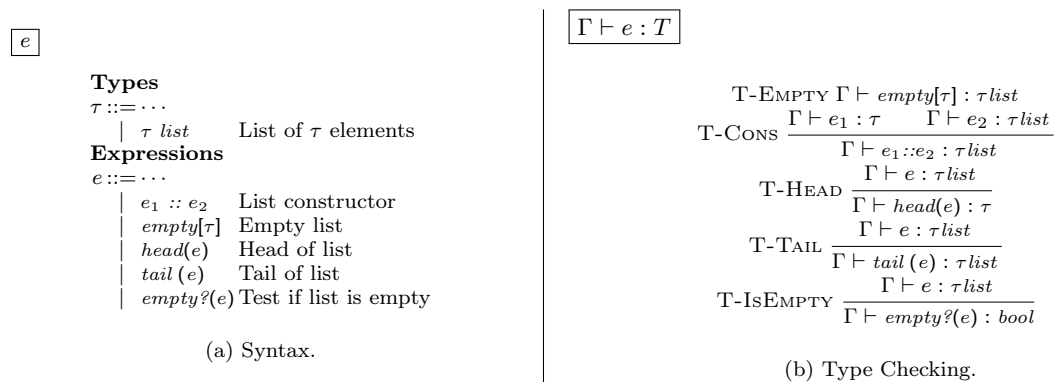 e
Types
τ ::= ···
| τ list List of τ elements
Expressions
e ::= ···
| e₁ :: e₂ List constructor
| empty[τ] Empty list
| head(e) Head of list
| tail (e) Tail of list
| empty?(e) Test if list is empty
(a) Syntax.
Γ ⊢ e : T
T-Empty Γ ⊢ empty[τ] : τ list
Γ ⊢ e₁ : τ Γ ⊢ e₂ : τ list
T-Cons
Γ ⊢ e₁::e₂ : τ list
Γ ⊢ e : τ list
T-Head
Γ ⊢ head(e) : τ
Γ ⊢ e : τ list
T-Tail
Γ ⊢ tail (e) : τ list
Γ ⊢ e : τ list
T-IsEmpty
Γ ⊢ empty?(e) : bool
(b) Type Checking.